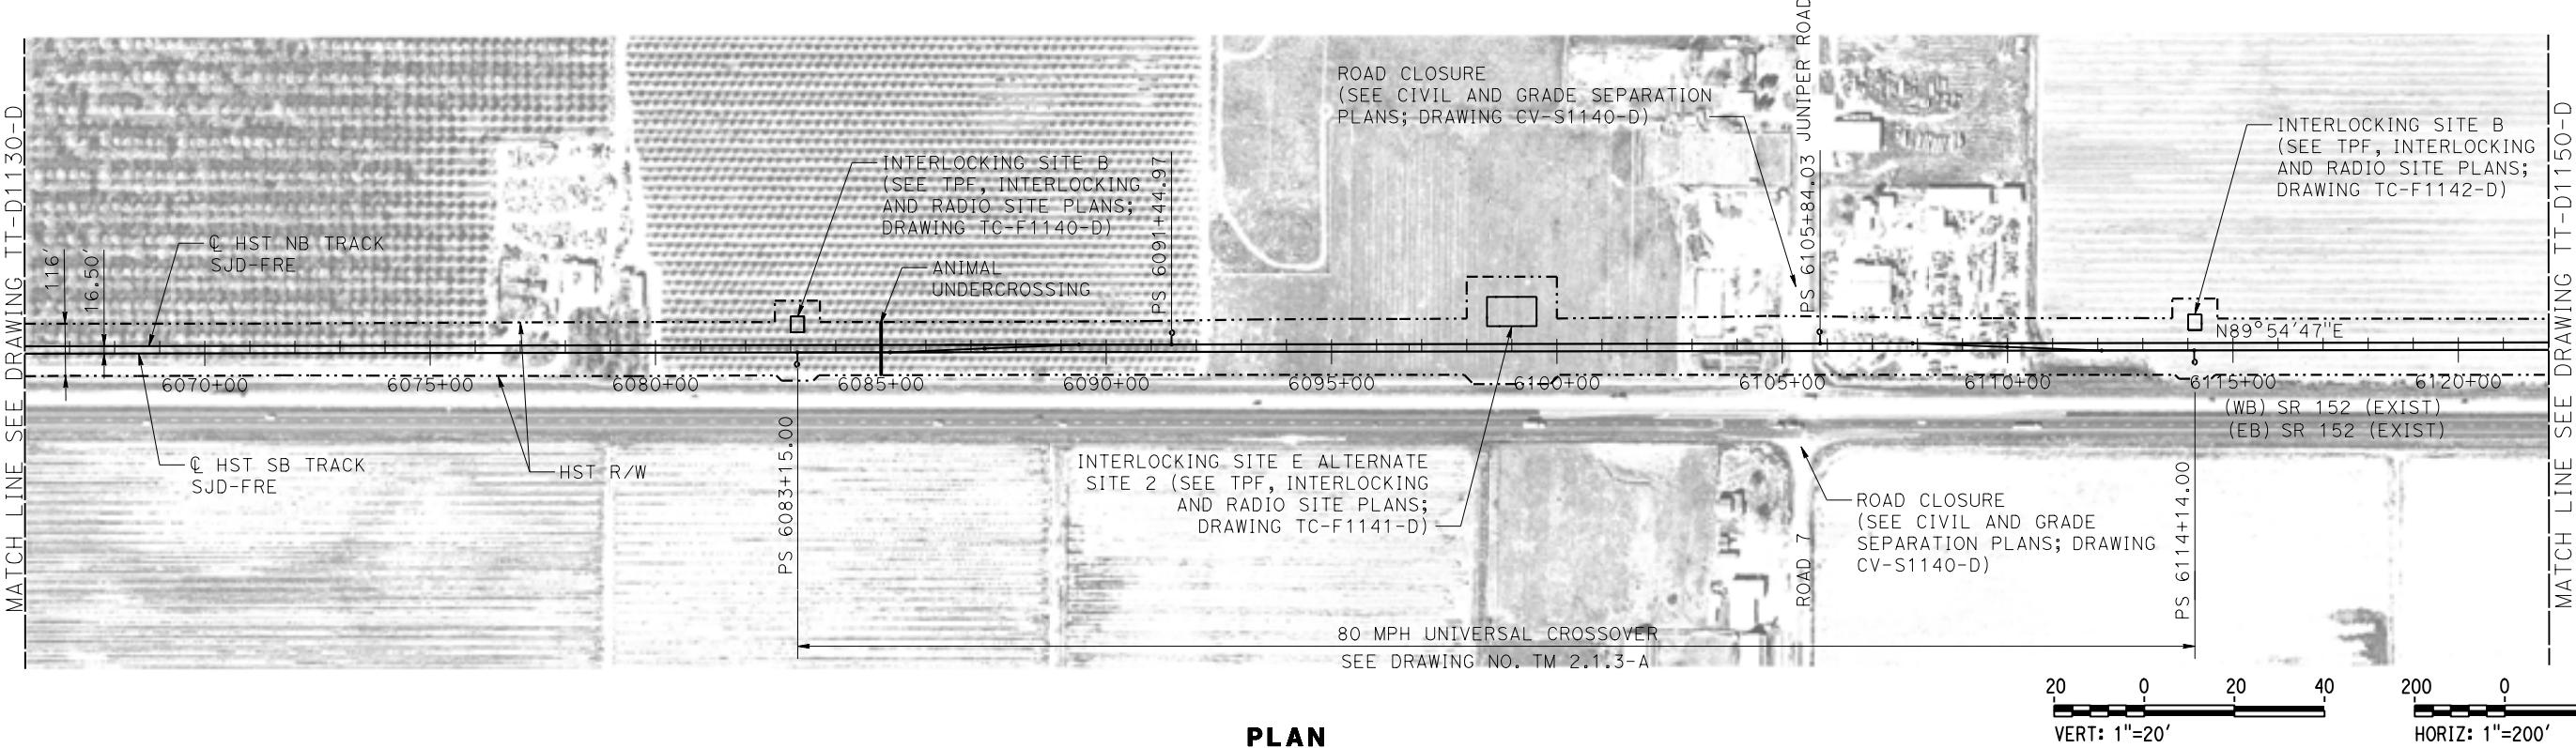 MATCH LINE SEE DRAWING TT-D1130-D
116'
16.50'
℄ HST NB TRACK
SJD-FRE
INTERLOCKING SITE B
(SEE TPF, INTERLOCKING
AND RADIO SITE PLANS;
DRAWING TC-F1140-D)
ANIMAL
UNDERCROSSING
PS 6091+44.97
ROAD CLOSURE
(SEE CIVIL AND GRADE SEPARATION
PLANS; DRAWING CV-S1140-D)
JUNIPER ROAD
PS 6105+84.03
INTERLOCKING SITE B
(SEE TPF, INTERLOCKING
AND RADIO SITE PLANS;
DRAWING TC-F1142-D)
N89°54'47"E
6070+00
6075+00
6080+00
6085+00
6090+00
6095+00
6100+00
6105+00
6110+00
6115+00
6120+00
(WB) SR 152 (EXIST)
(EB) SR 152 (EXIST)
℄ HST SB TRACK
SJD-FRE
HST R/W
PS 6083+15.00
INTERLOCKING SITE E ALTERNATE
SITE 2 (SEE TPF, INTERLOCKING
AND RADIO SITE PLANS;
DRAWING TC-F1141-D)
ROAD 7
ROAD CLOSURE
(SEE CIVIL AND GRADE
SEPARATION PLANS; DRAWING
CV-S1140-D)
PS 6114+14.00
80 MPH UNIVERSAL CROSSOVER
SEE DRAWING NO. TM 2.1.3-A
MATCH LINE SEE DRAWING TT-D1150-D
PLAN
20 0 20 40
VERT: 1"=20'
200 0
HORIZ: 1"=200'